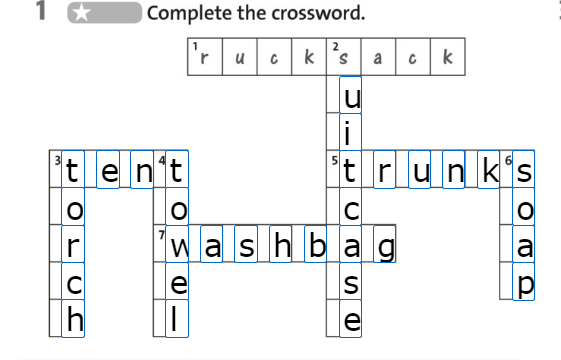 1 Complete the crossword.
1 r u c k 2 s a c k
u
i
3 t e n 4 t 5 t r u n k 6 s
o o c o
r 7 w a s h b a g a
c e s p
h l e